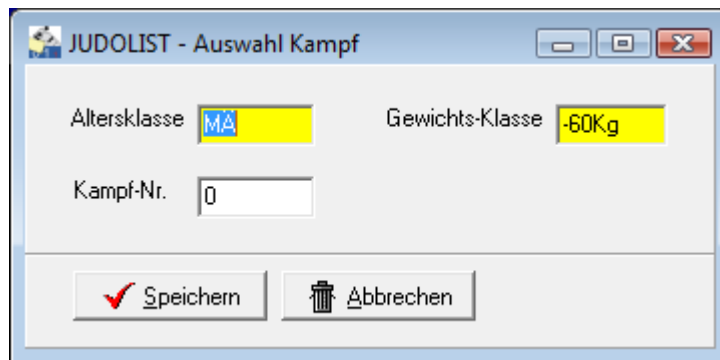 JUDOLIST - Auswahl Kampf
Altersklasse MA Gewichts-Klasse -60Kg
Kampf-Nr. 0
Speichern Abbrechen